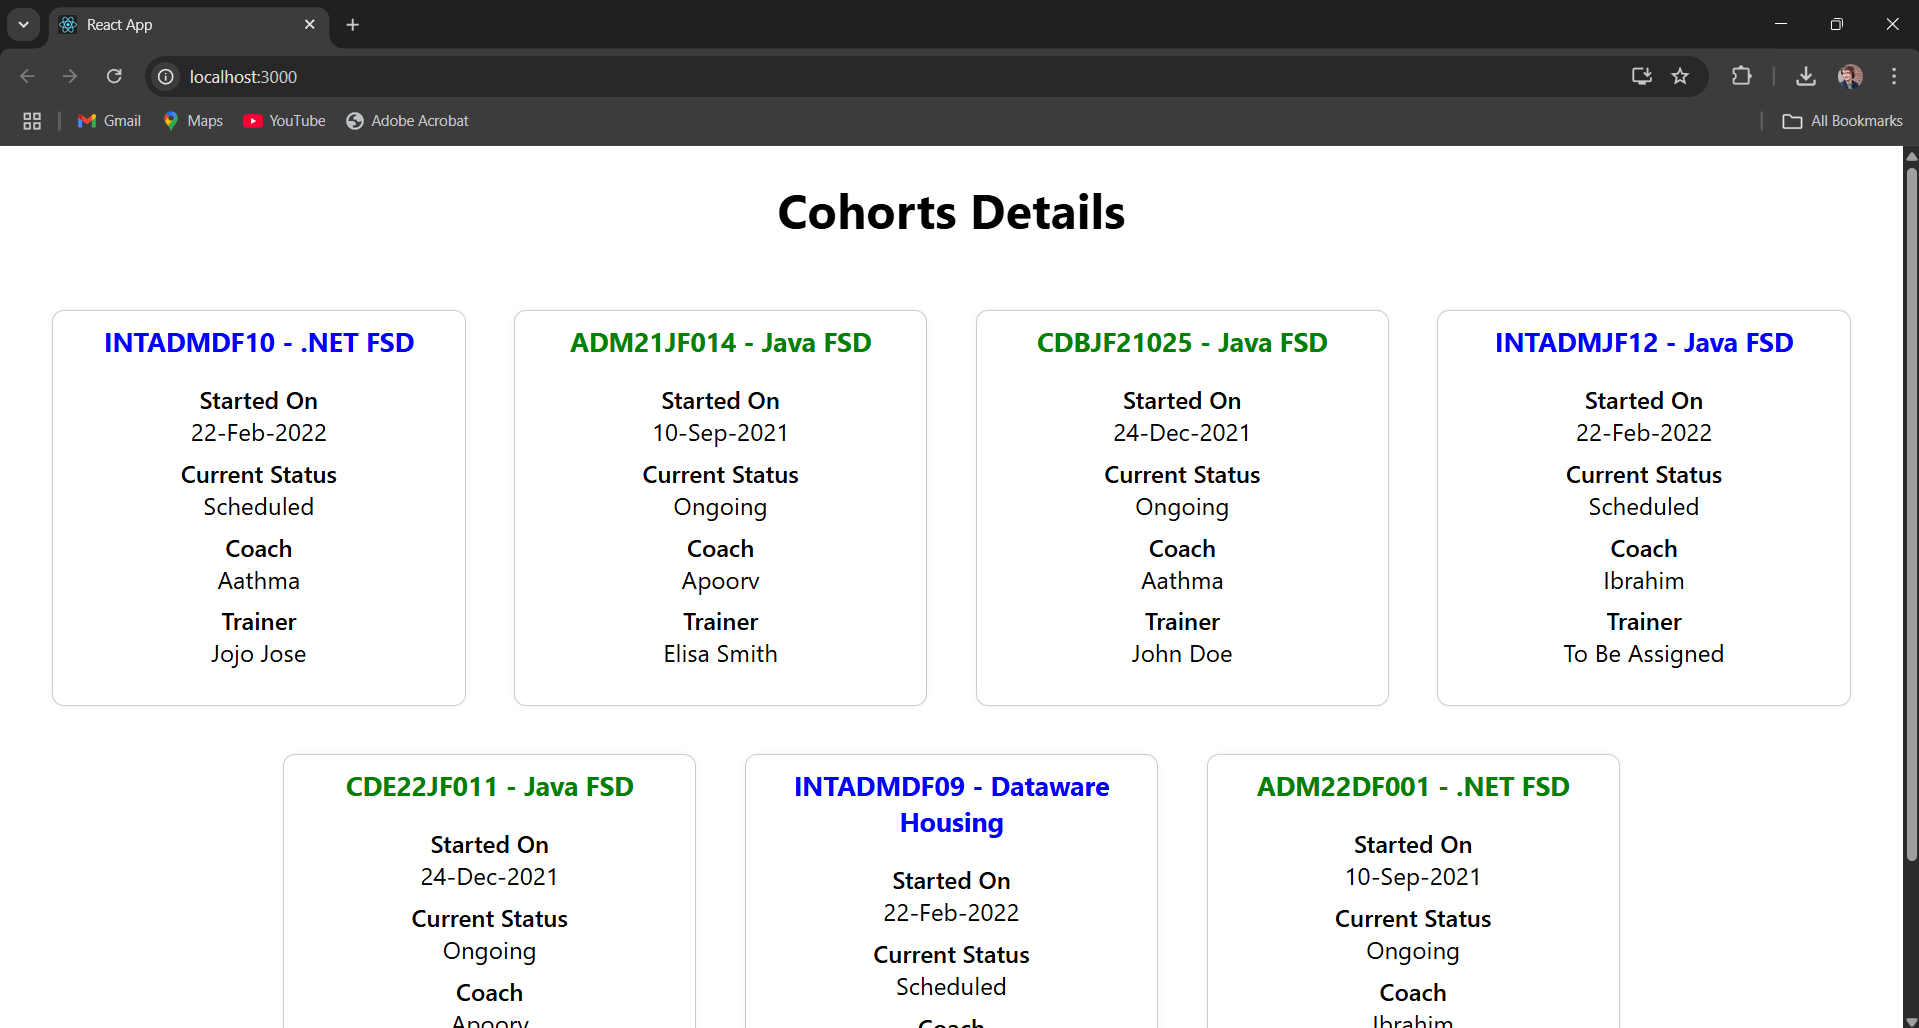 React App
localhost:3000
Gmail
Maps
YouTube
Adobe Acrobat
All Bookmarks
Cohorts Details
INTADMDF10 - .NET FSD
Started On
22-Feb-2022
Current Status
Scheduled
Coach
Aathma
Trainer
Jojo Jose
ADM21JF014 - Java FSD
Started On
10-Sep-2021
Current Status
Ongoing
Coach
Apoorv
Trainer
Elisa Smith
CDBJF21025 - Java FSD
Started On
24-Dec-2021
Current Status
Ongoing
Coach
Aathma
Trainer
John Doe
INTADMJF12 - Java FSD
Started On
22-Feb-2022
Current Status
Scheduled
Coach
Ibrahim
Trainer
To Be Assigned
CDE22JF011 - Java FSD
Started On
24-Dec-2021
Current Status
Ongoing
Coach
Apoorv
INTADMDF09 - Dataware
Housing
Started On
22-Feb-2022
Current Status
Scheduled
Coach
ADM22DF001 - .NET FSD
Started On
10-Sep-2021
Current Status
Ongoing
Coach
Ibrahim